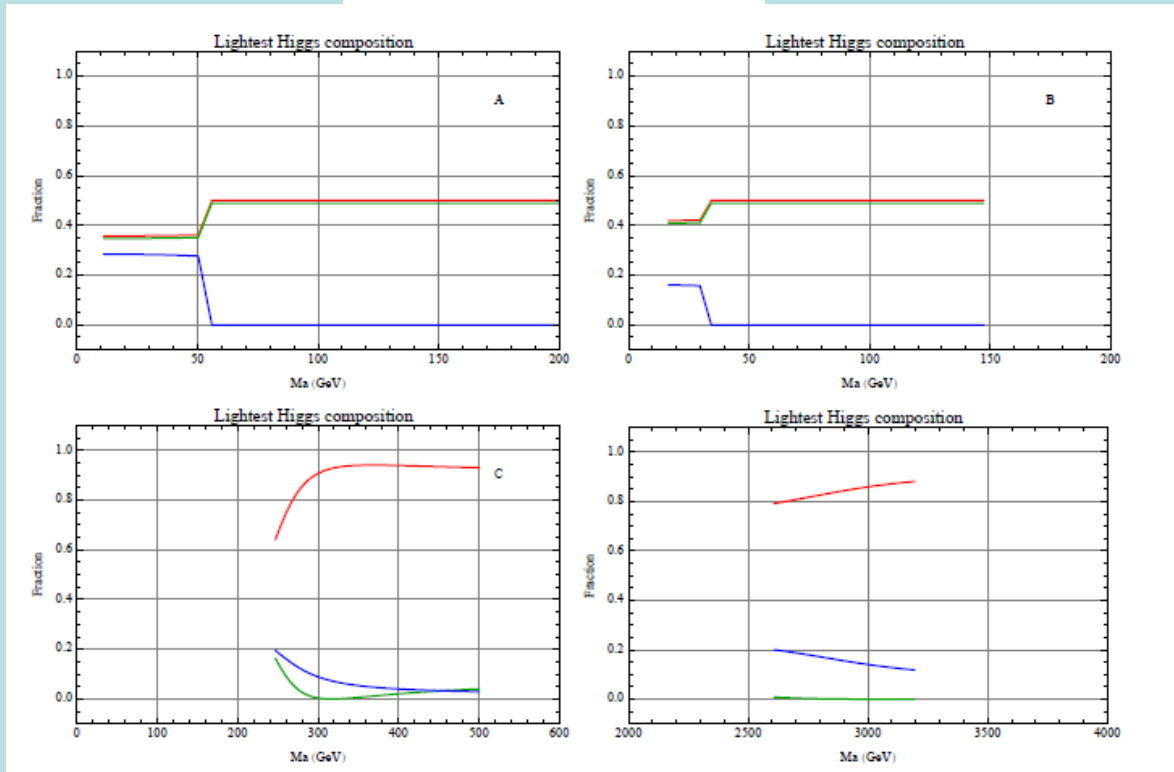 Lightest Higgs composition
A
Fraction
1.0
0.8
0.6
0.4
0.2
0.0
0 50 100 150 200
Ma (GeV)
Lightest Higgs composition
B
Fraction
1.0
0.8
0.6
0.4
0.2
0.0
0 50 100 150 200
Ma (GeV)
Lightest Higgs composition
C
Fraction
1.0
0.8
0.6
0.4
0.2
0.0
0 100 200 300 400 500 600
Ma (GeV)
Lightest Higgs composition
Fraction
1.0
0.8
0.6
0.4
0.2
0.0
2000 2500 3000 3500 4000
Ma (GeV)